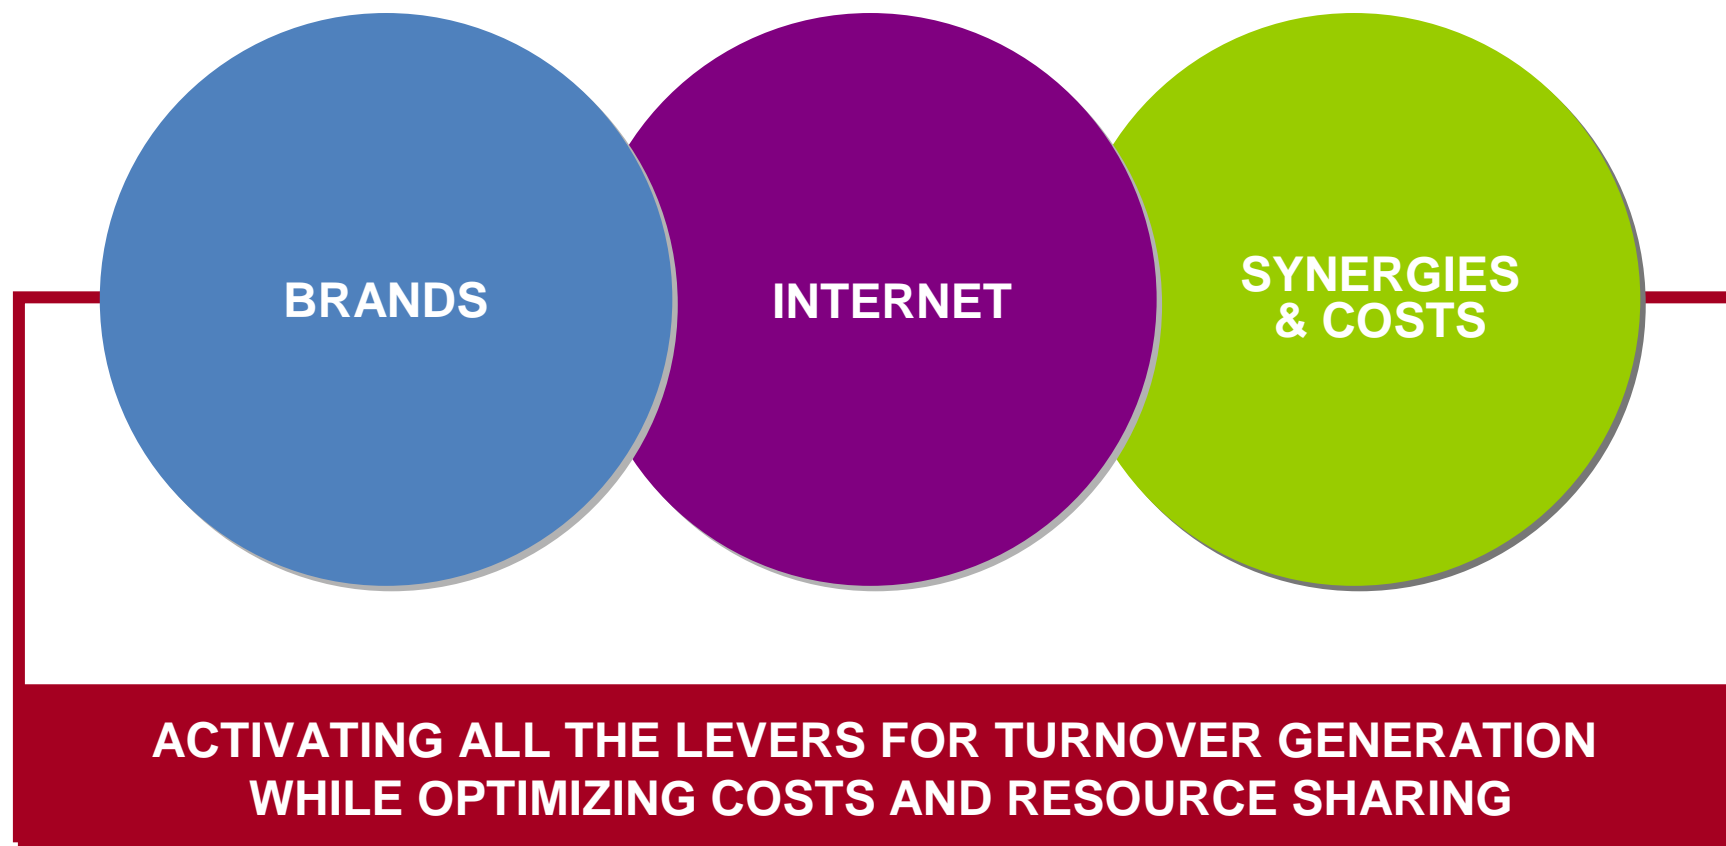 BRANDS
INTERNET
SYNERGIES
& COSTS
ACTIVATING ALL THE LEVERS FOR TURNOVER GENERATION
WHILE OPTIMIZING COSTS AND RESOURCE SHARING